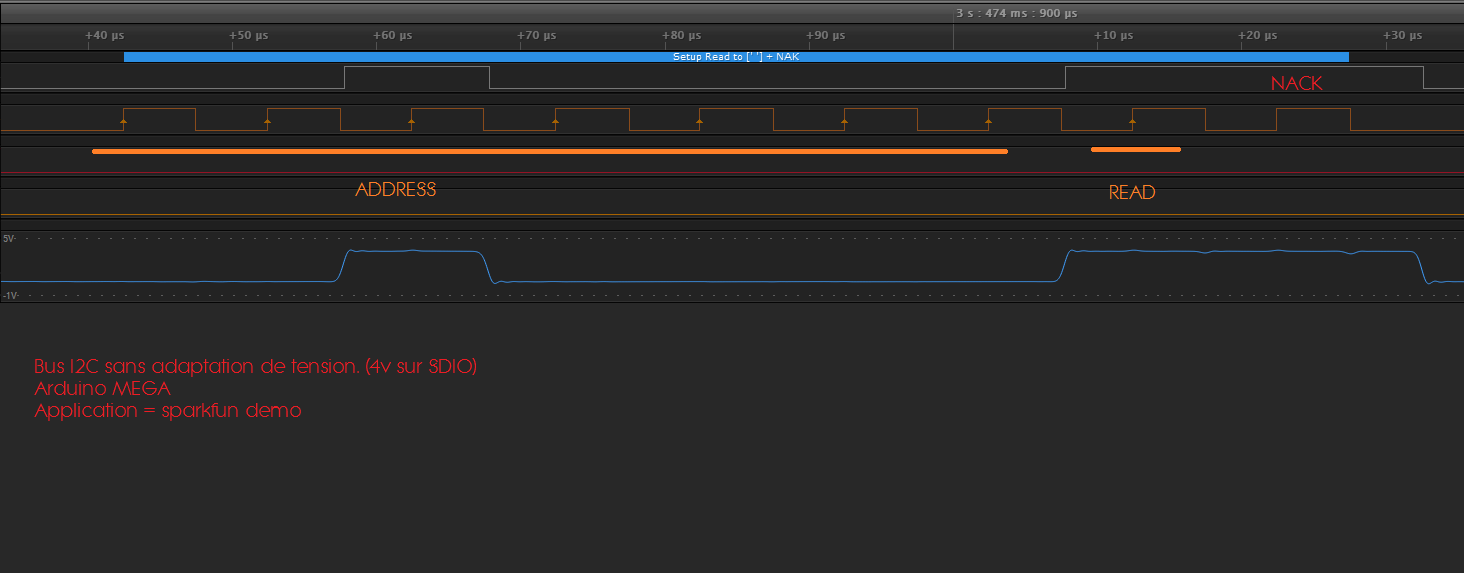 3 s : 474 ms : 900 µs
+40 µs +50 µs +60 µs +70 µs +80 µs +90 µs +10 µs +20 µs +30 µs
Setup Read to [' '] + NAK
NACK
ADDRESS
READ
5V
-1V
Bus I2C sans adaptation de tension. (4v sur SDIO)
Arduino MEGA
Application = sparkfun demo